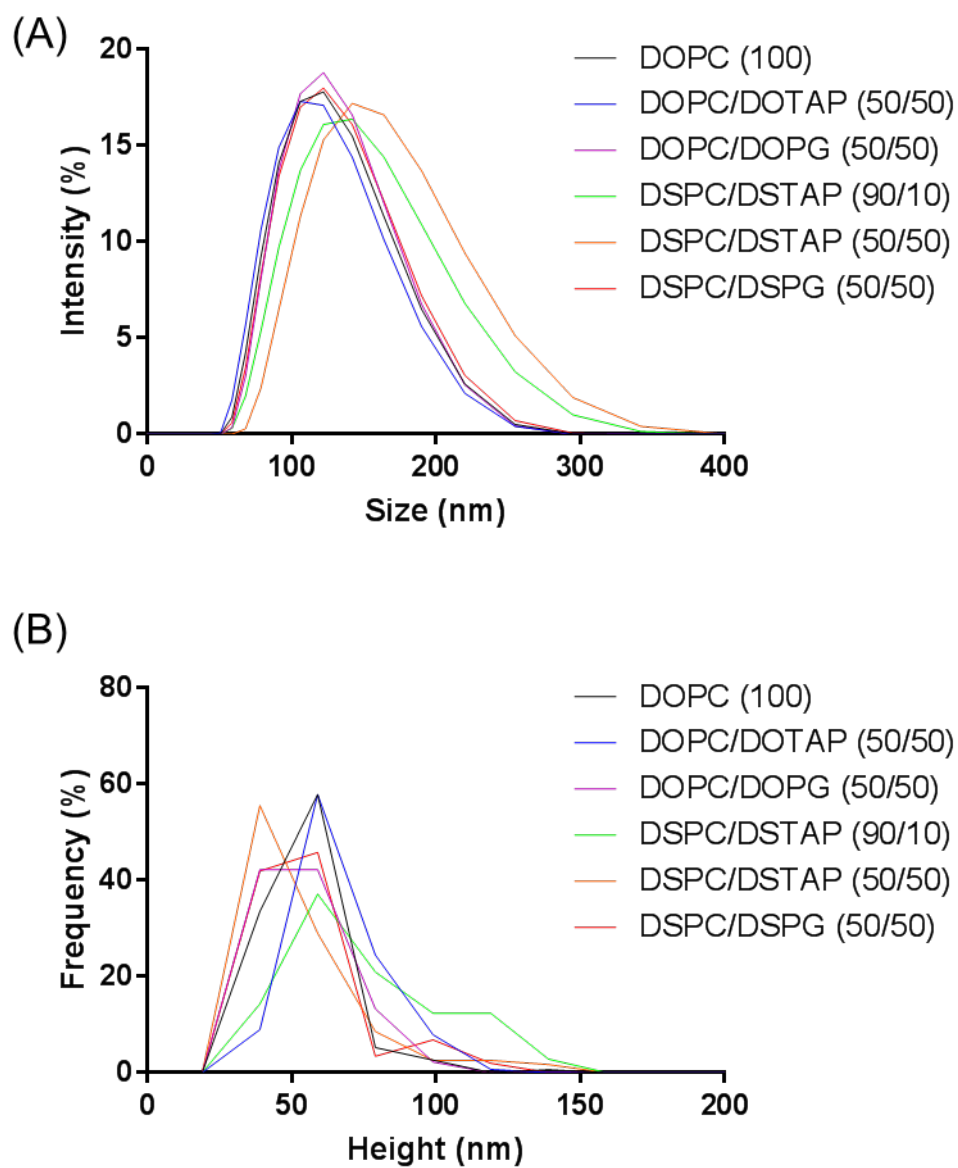 (A)
20
15
10
5
0
Intensity (%)
0 100 200 300 400
Size (nm)
DOPC (100)
DOPC/DOTAP (50/50)
DOPC/DOPG (50/50)
DSPC/DSTAP (90/10)
DSPC/DSTAP (50/50)
DSPC/DSPG (50/50)
(B)
80
60
40
20
0
Frequency (%)
0 50 100 150 200
Height (nm)
DOPC (100)
DOPC/DOTAP (50/50)
DOPC/DOPG (50/50)
DSPC/DSTAP (90/10)
DSPC/DSTAP (50/50)
DSPC/DSPG (50/50)